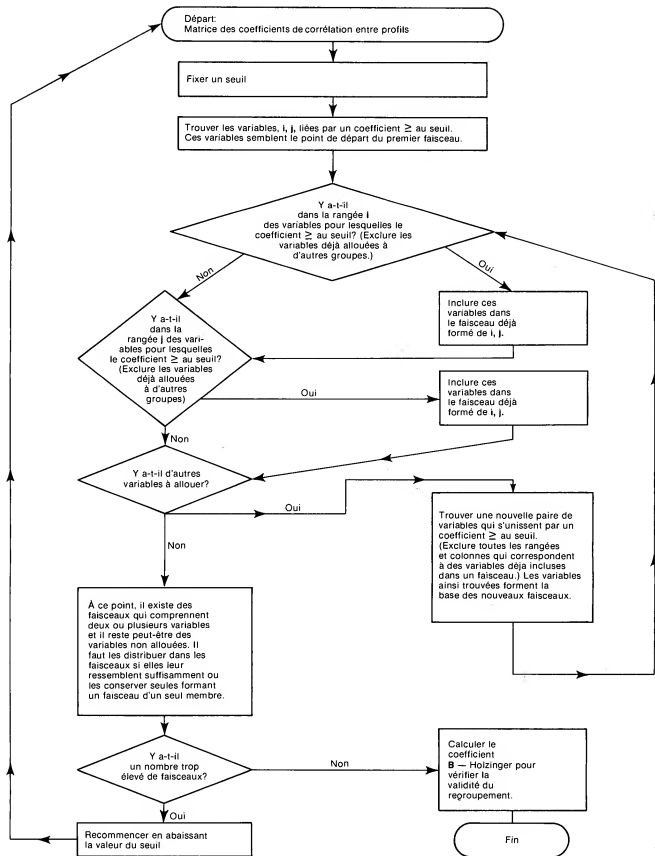 Départ:
Matrice des coefficients de corrélation entre profils
Fixer un seuil
Trouver les variables, i, j, liées par un coefficient ≥ au seuil.
Ces variables semblent le point de départ du premier faisceau.
Y a-t-il
dans la rangée i
des variables pour lesquelles le
coefficient ≥ au seuil? (Exclure les
variables déjà allouées à
d'autres groupes.)
Non
Oui
Inclure ces
variables dans
le faisceau déjà
formé de i, j.
Y a-t-il
dans la
rangée j des vari-
ables pour lesquelles
le coefficient ≥ au seuil?
(Exclure les variables
déjà allouées
à d'autres
groupes)
Oui
Inclure ces
variables dans
le faisceau déjà
formé de i, j.
Non
Y a-t-il d'autres
variables à allouer?
Oui
Trouver une nouvelle paire de
variables qui s'unissent par un
coefficient ≥ au seuil.
(Exclure toutes les rangées
et colonnes qui correspondent
à des variables déja incluses
dans un faisceau.) Les variables
ainsi trouvées forment la
base des nouveaux faisceaux.
Non
À ce point, il existe des
faisceaux qui comprennent
deux ou plusieurs variables
et il reste peut-être des
variables non allouées. Il
faut les distribuer dans les
faisceaux si elles leur
ressemblent suffisamment ou
les conserver seules formant
un faisceau d'un seul membre.
Y a-t-il
un nombre trop
élevé de faisceaux?
Non
Calculer le
coefficient
B — Holzinger pour
vérifier la
validité du
regroupement.
Oui
Recommencer en abaissant
la valeur du seuil
Fin